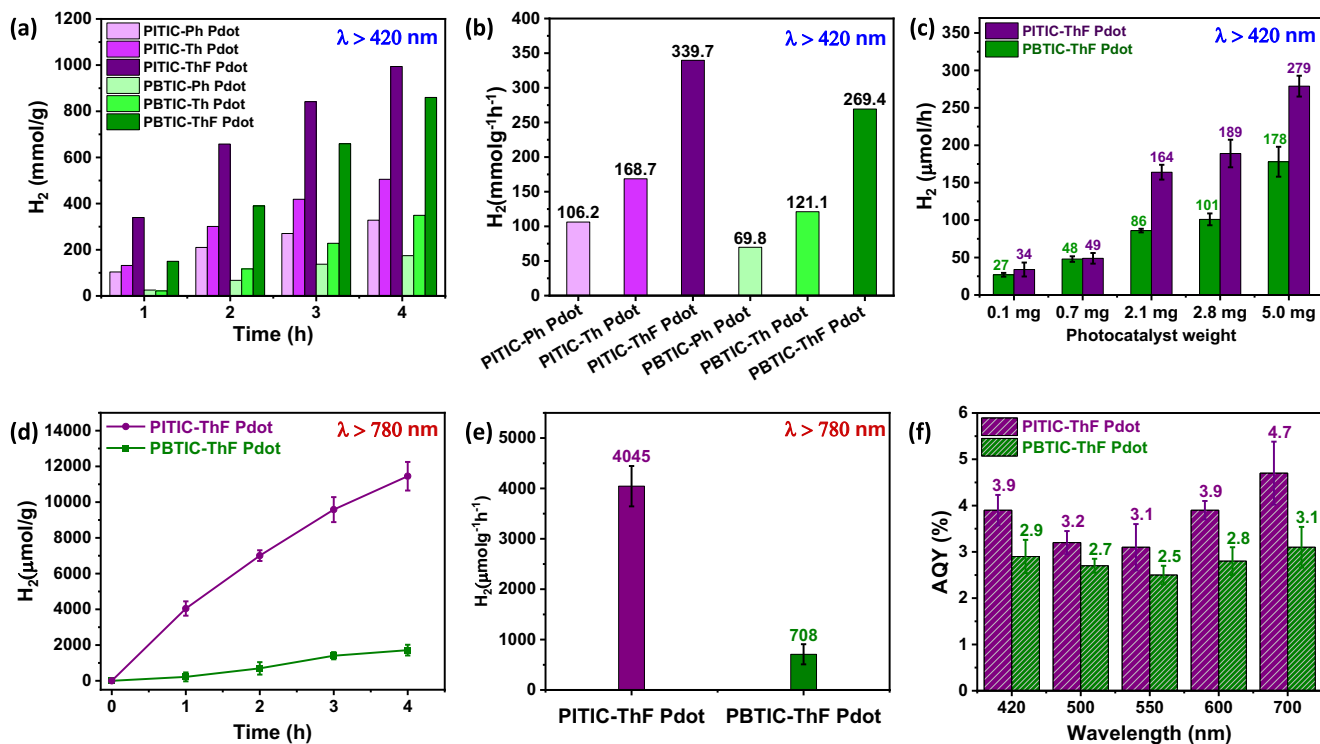 (a)
PITIC-Ph Pdot
PITIC-Th Pdot
PITIC-ThF Pdot
PBTIC-Ph Pdot
PBTIC-Th Pdot
PBTIC-ThF Pdot
λ > 420 nm
H₂ (mmol/g)
1200
1000
800
600
400
200
0
1 2 3 4
Time (h)
(b)
λ > 420 nm
H₂(mmolg⁻¹h⁻¹)
400
350
300
250
200
150
100
50
0
106.2
168.7
339.7
69.8
121.1
269.4
PITIC-Ph Pdot
PITIC-Th Pdot
PITIC-ThF Pdot
PBTIC-Ph Pdot
PBTIC-Th Pdot
PBTIC-ThF Pdot
(c)
PITIC-ThF Pdot
PBTIC-ThF Pdot
λ > 420 nm
H₂ (μmol/h)
350
300
250
200
150
100
50
0
27 34
48 49
86 164
101 189
178 279
0.1 mg 0.7 mg 2.1 mg 2.8 mg 5.0 mg
Photocatalyst weight
(d)
PITIC-ThF Pdot
PBTIC-ThF Pdot
λ > 780 nm
H₂(μmol/g)
14000
12000
10000
8000
6000
4000
2000
0
0 1 2 3 4
Time (h)
(e)
λ > 780 nm
H₂(μmolg⁻¹h⁻¹)
5000
4000
3000
2000
1000
0
4045
708
PITIC-ThF Pdot PBTIC-ThF Pdot
(f)
PITIC-ThF Pdot
PBTIC-ThF Pdot
AQY (%)
6
5
4
3
2
1
0
3.9 2.9
3.2 2.7
3.1 2.5
3.9 2.8
4.7 3.1
420 500 550 600 700
Wavelength (nm)